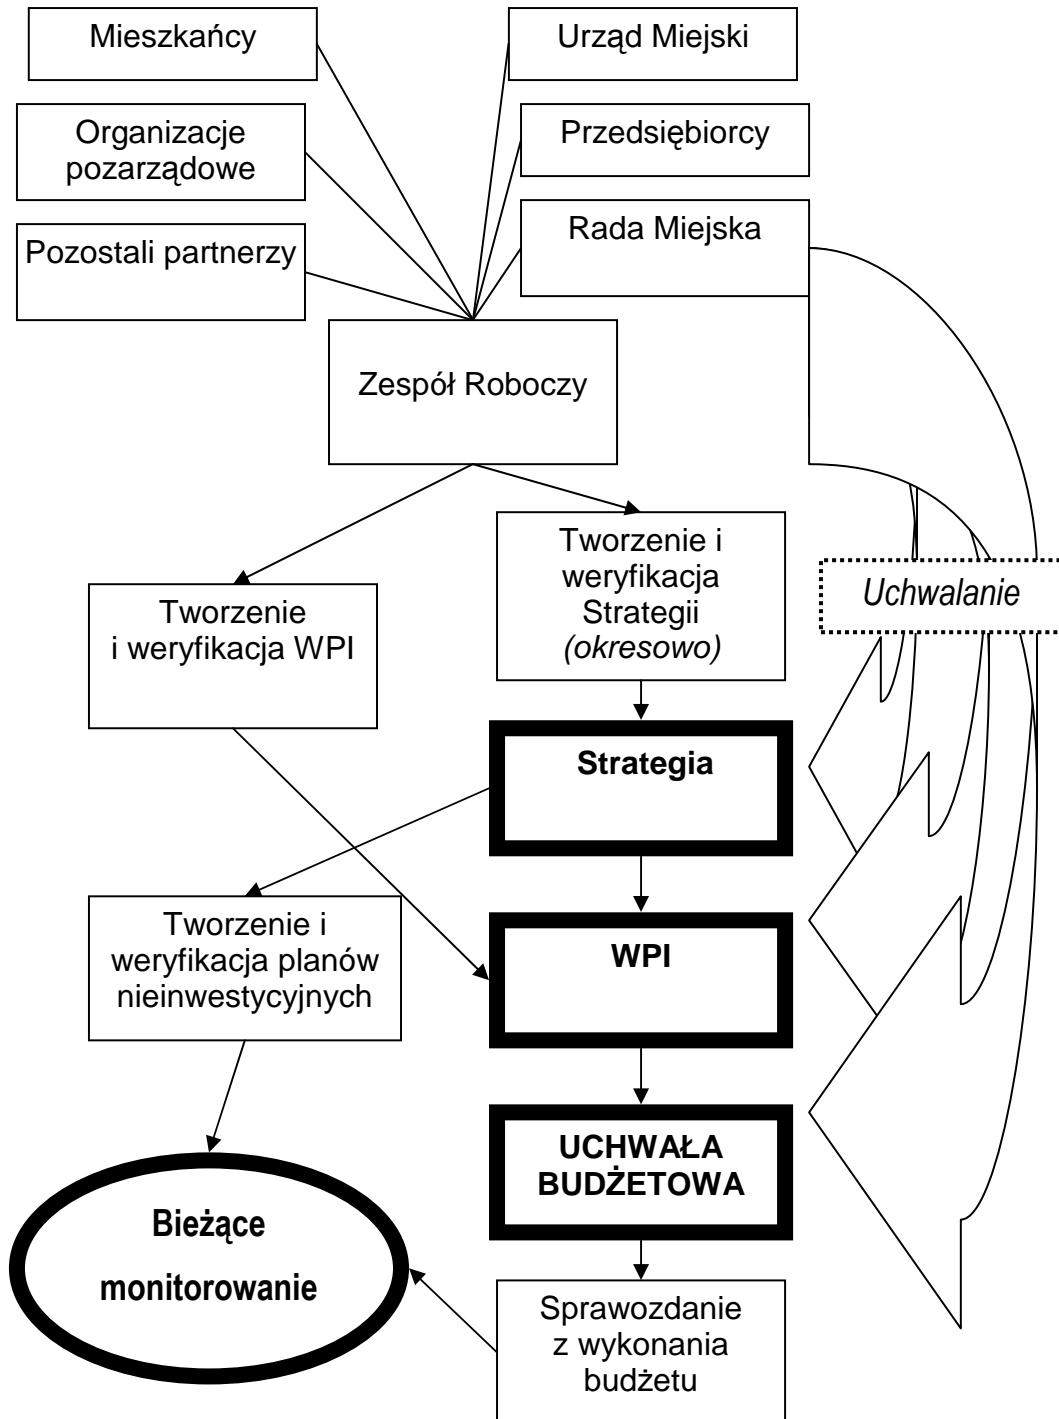 Mieszkańcy
Urząd Miejski
Organizacje
pozarządowe
Przedsiębiorcy
Pozostali partnerzy
Rada Miejska
Zespół Roboczy
Tworzenie i
weryfikacja
Strategii
(okresowo)
Uchwalanie
Tworzenie
i weryfikacja WPI
Strategia
Tworzenie i
weryfikacja planów
nieinwestycyjnych
WPI
UCHWAŁA
BUDŻETOWA
Bieżące
monitorowanie
Sprawozdanie
z wykonania
budżetu